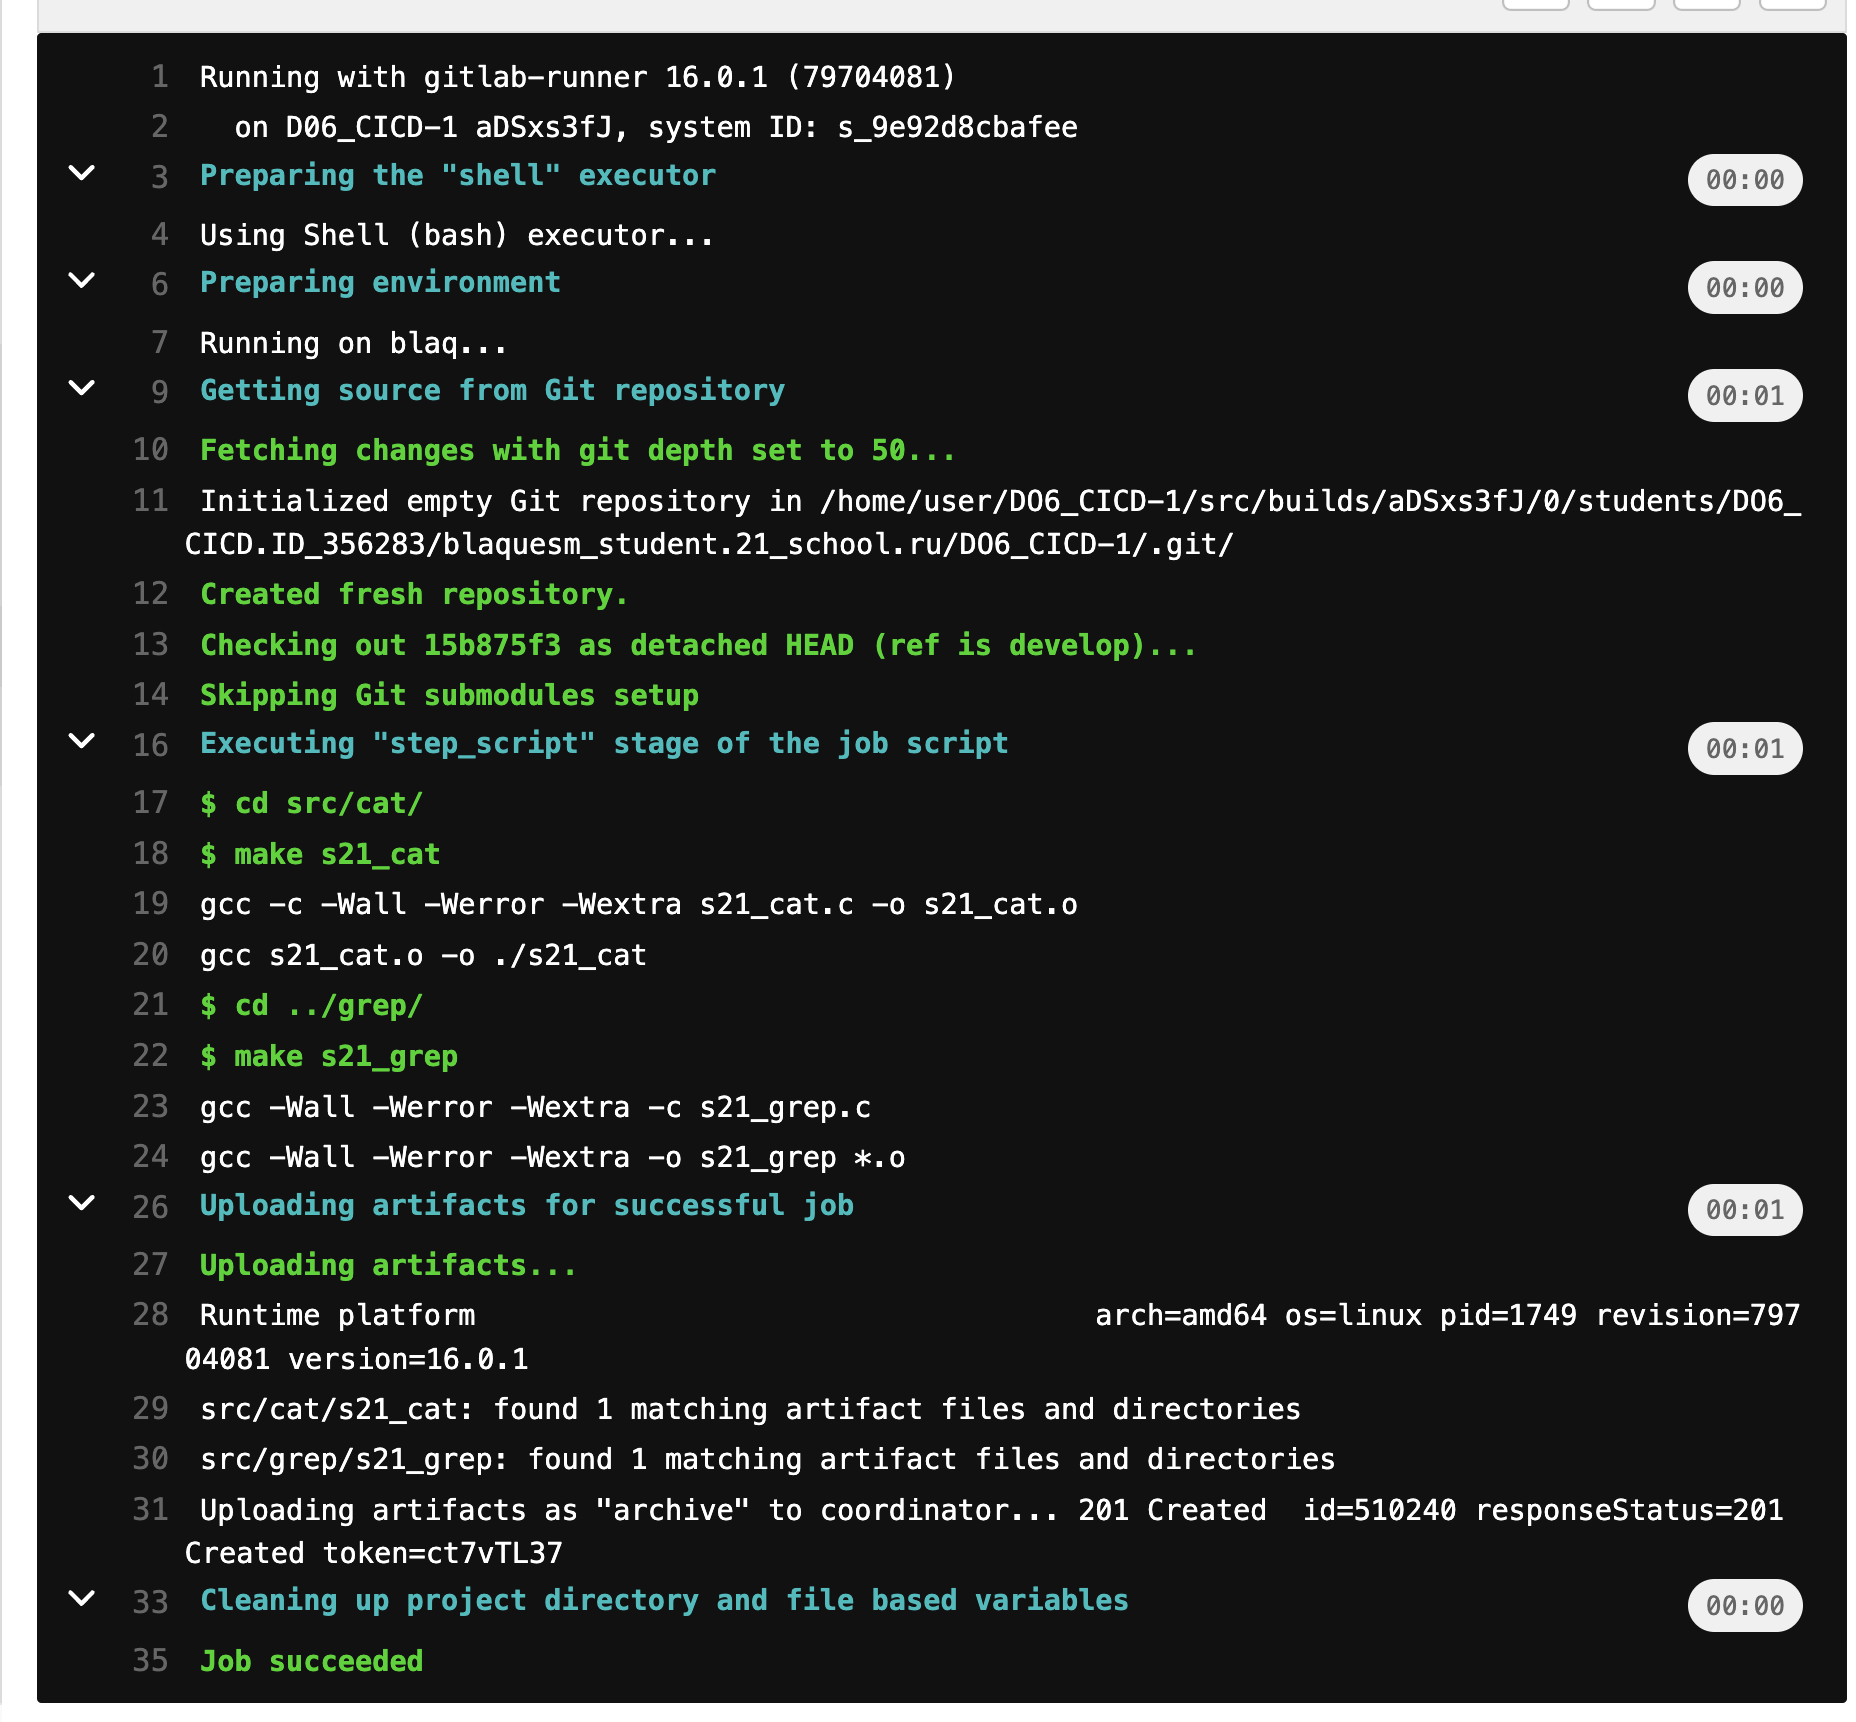 1 Running with gitlab-runner 16.0.1 (79704081)
2 on D06_CICD-1 aDSxs3fJ, system ID: s_9e92d8cbafee
3 Preparing the "shell" executor 00:00
4 Using Shell (bash) executor...
6 Preparing environment 00:00
7 Running on blaq...
9 Getting source from Git repository 00:01
10 Fetching changes with git depth set to 50...
11 Initialized empty Git repository in /home/user/DO6_CICD-1/src/builds/aDSxs3fJ/0/students/DO6_
CICD.ID_356283/blaquesm_student.21_school.ru/DO6_CICD-1/.git/
12 Created fresh repository.
13 Checking out 15b875f3 as detached HEAD (ref is develop)...
14 Skipping Git submodules setup
16 Executing "step_script" stage of the job script 00:01
17 $ cd src/cat/
18 $ make s21_cat
19 gcc -c -Wall -Werror -Wextra s21_cat.c -o s21_cat.o
20 gcc s21_cat.o -o ./s21_cat
21 $ cd ../grep/
22 $ make s21_grep
23 gcc -Wall -Werror -Wextra -c s21_grep.c
24 gcc -Wall -Werror -Wextra -o s21_grep *.o
26 Uploading artifacts for successful job 00:01
27 Uploading artifacts...
28 Runtime platform arch=amd64 os=linux pid=1749 revision=797
04081 version=16.0.1
29 src/cat/s21_cat: found 1 matching artifact files and directories
30 src/grep/s21_grep: found 1 matching artifact files and directories
31 Uploading artifacts as "archive" to coordinator... 201 Created id=510240 responseStatus=201
Created token=ct7vTL37
33 Cleaning up project directory and file based variables 00:00
35 Job succeeded